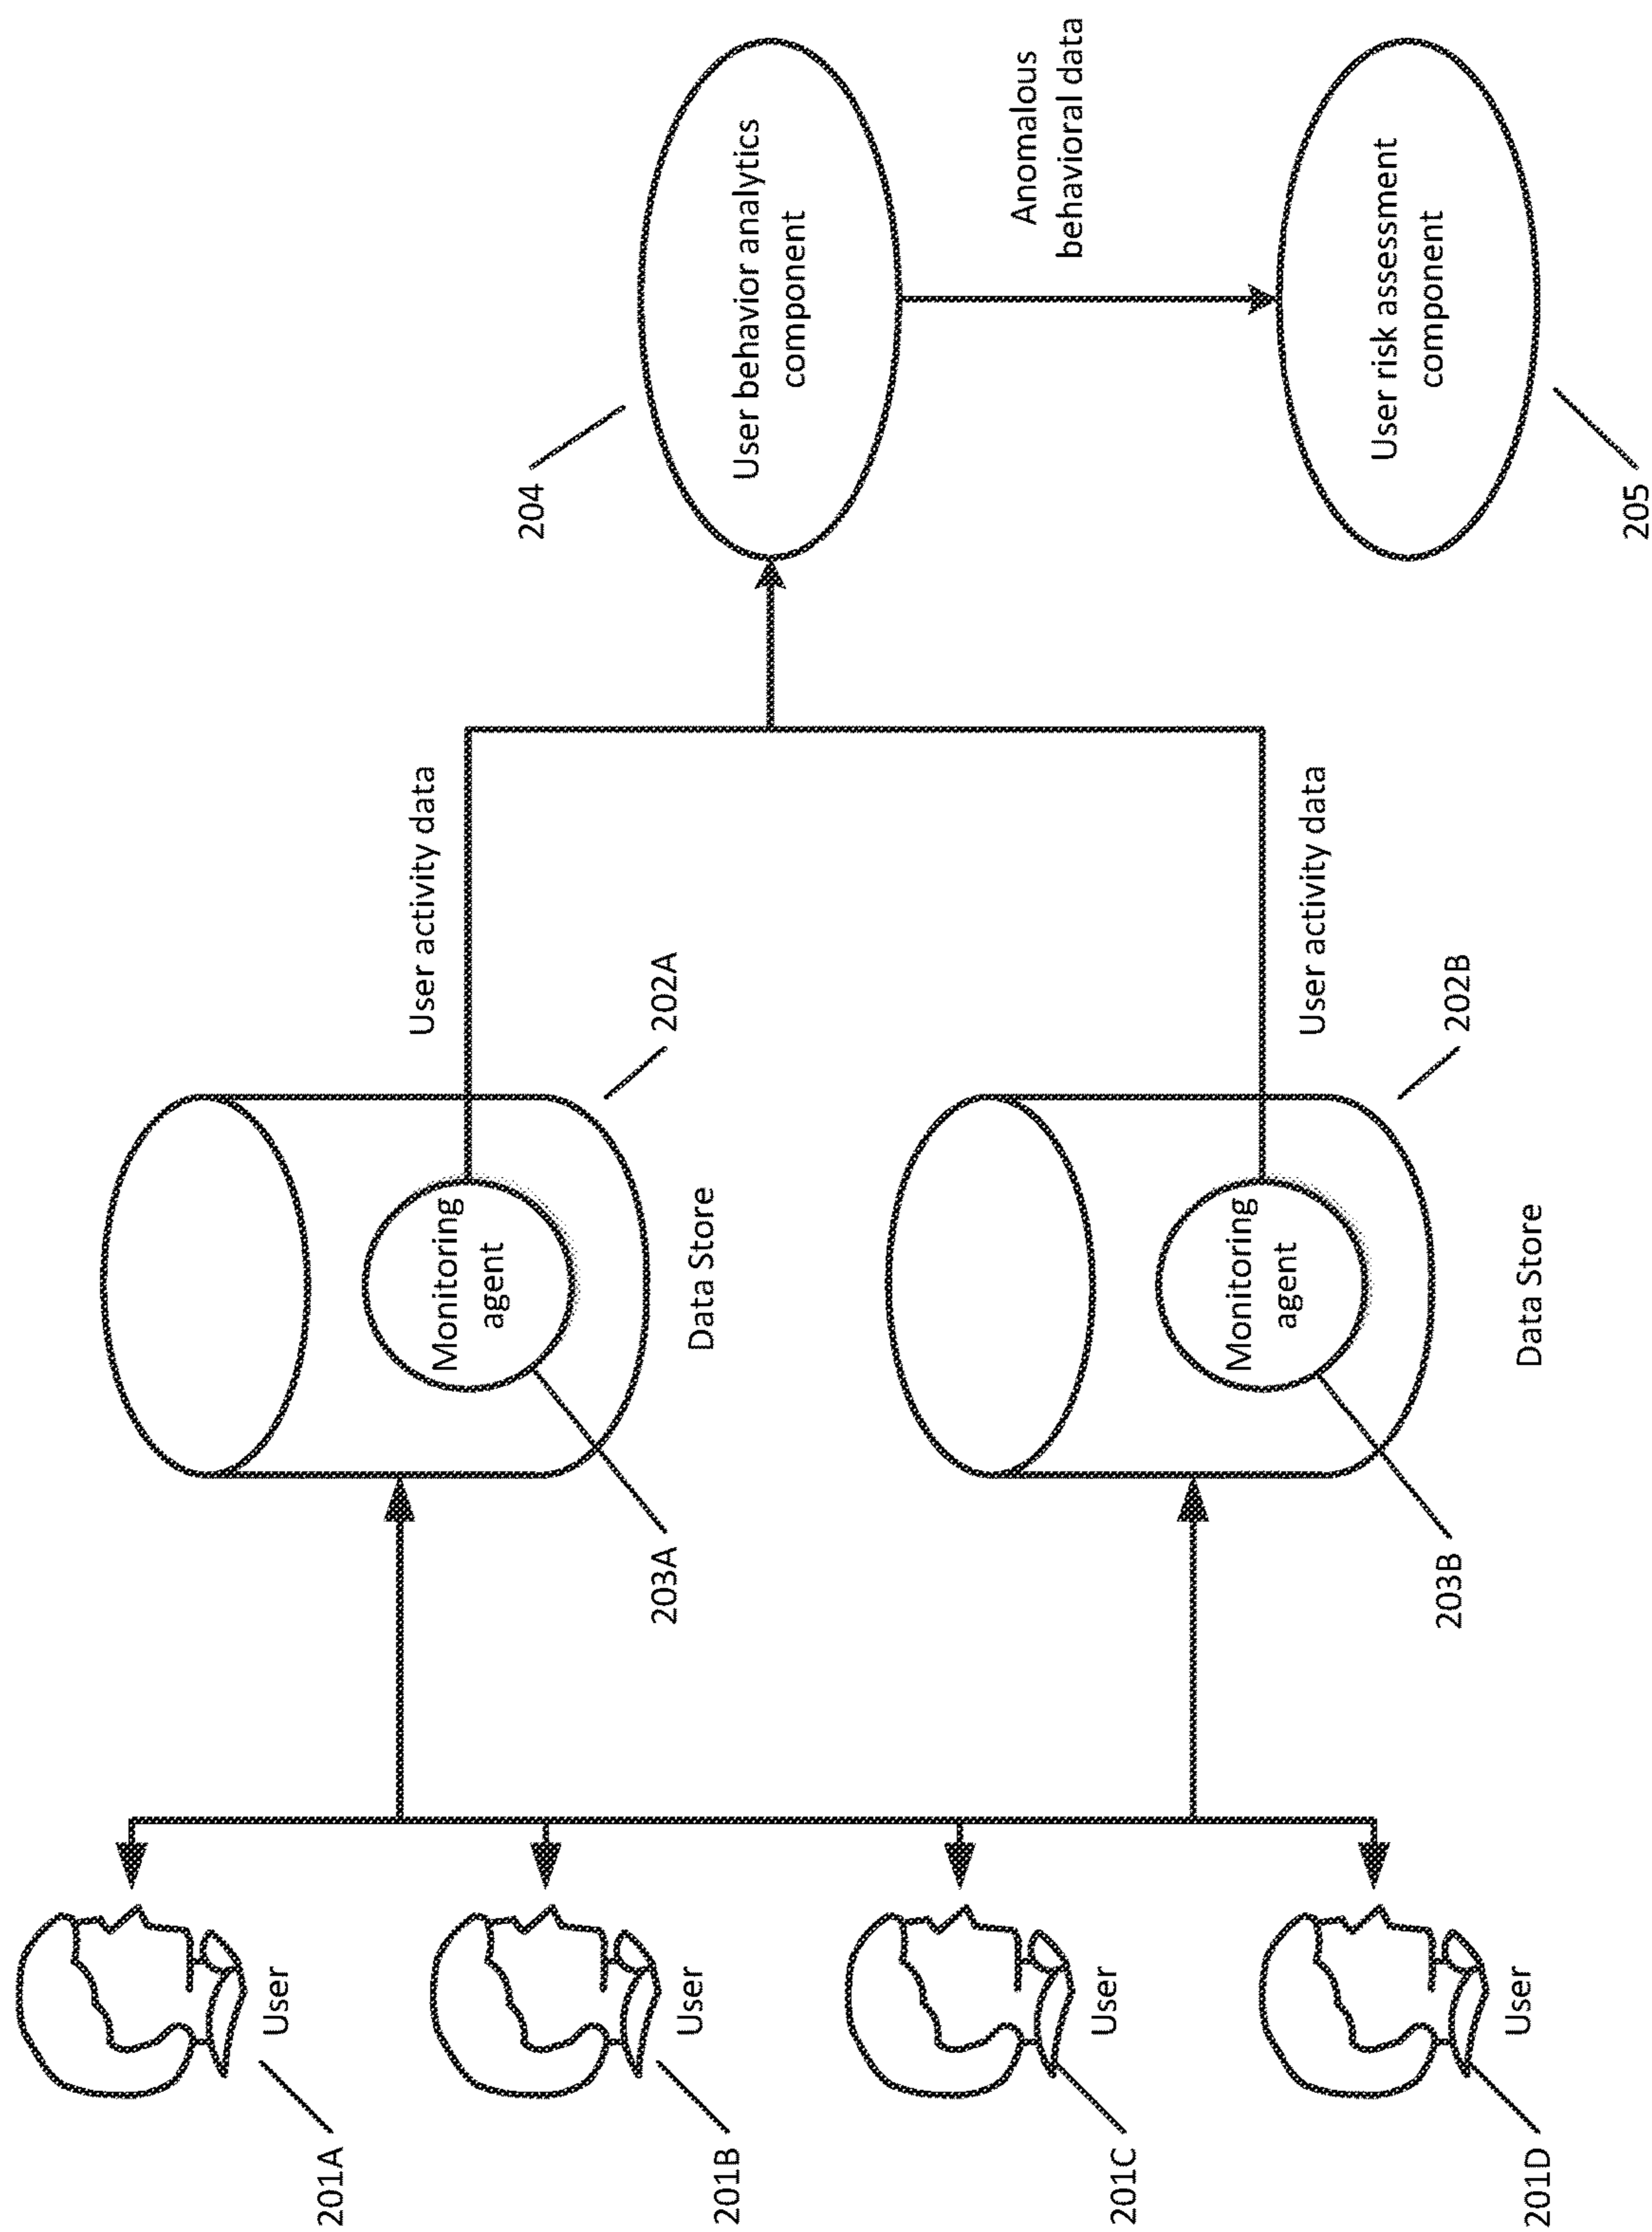 201A
User
201B
User
201C
User
201D
User
203A
Monitoring
agent
Data Store
202A
203B
Monitoring
agent
Data Store
202B
User activity data
User activity data
204
User behavior analytics
component
Anomalous
behavioral data
User risk assessment
component
205